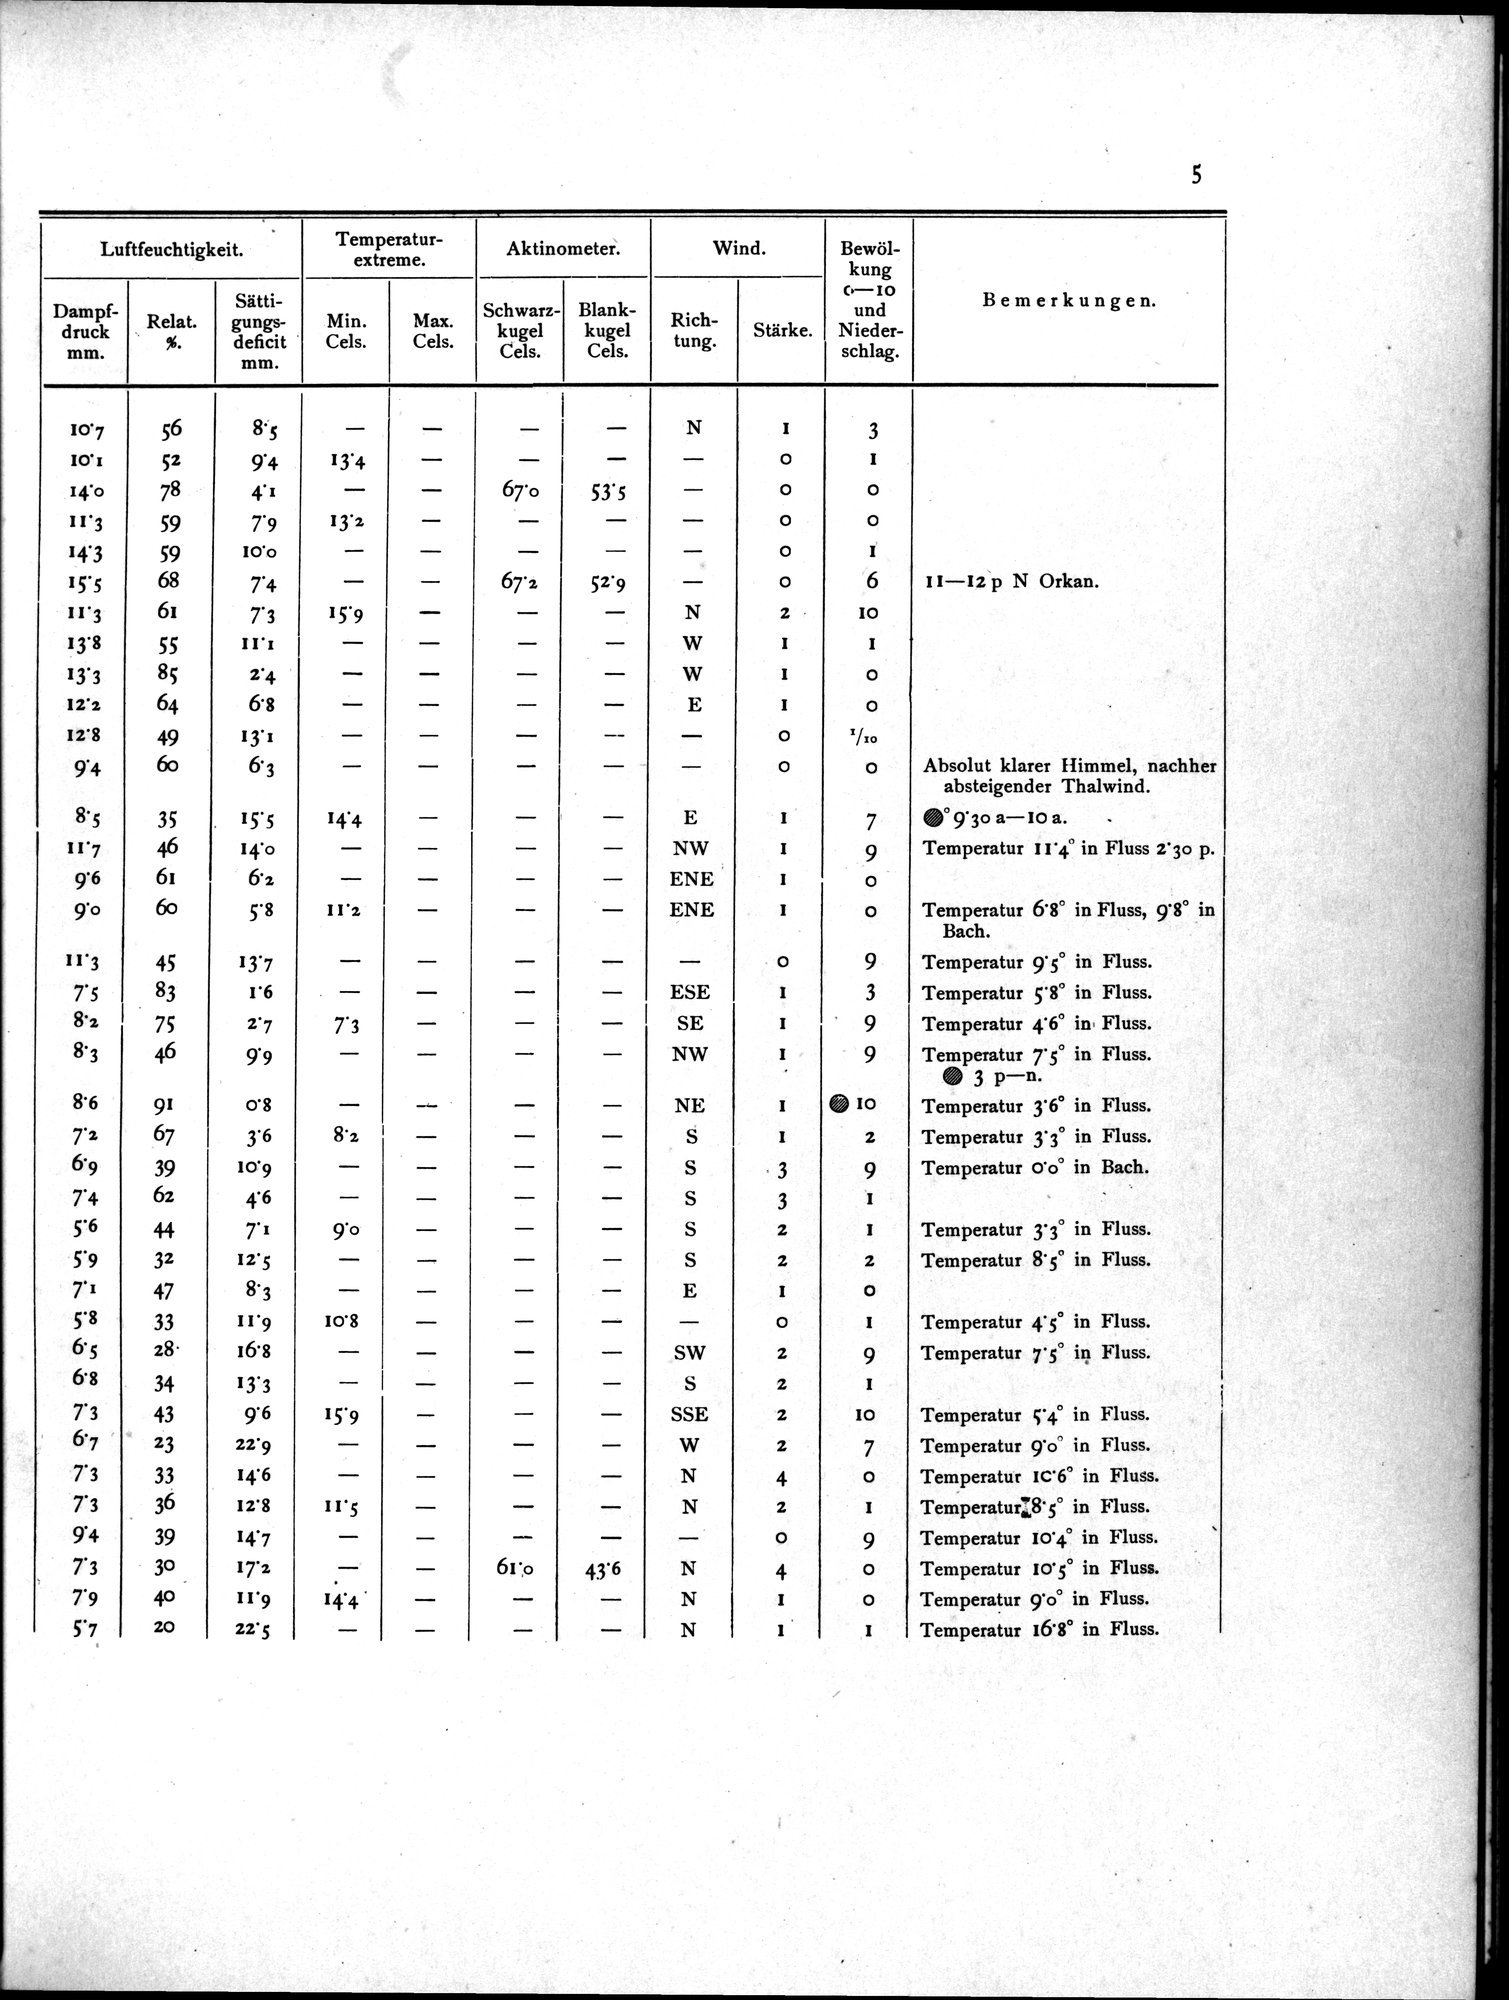 5
Luftfeuchtigkeit. Temperatur-extreme. Aktinometer. Wind. Bewöl-kung 0—10 und Nieder-schlag. Bemerkungen.
Dampf-druck mm. Relat. %. Sätti-gungs-deficit mm. Min. Cels. Max. Cels. Schwarz-kugel Cels. Blank-kugel Cels. Rich-tung. Stärke.
10·7 56 8·5 — — — — N 1 3
10·1 52 9·4 13·4 — — — — 0 1
14·0 78 4·1 — — 67·0 53·5 — 0 0
11·3 59 7·9 13·2 — — — — 0 0
14·3 59 10·0 — — — — — 0 1
15·5 68 7·4 — — 67·2 52·9 — 0 6 11—12 p N Orkan.
11·3 61 7·3 15·9 — — — N 2 10
13·8 55 11·1 — — — — W 1 1
13·3 85 2·4 — — — — W 1 0
12·2 64 6·8 — — — — E 1 0
12·8 49 13·1 — — — — — 0 1/10
9·4 60 6·3 — — — — — 0 0 Absolut klarer Himmel, nachher
absteigender Thalwind.
8·5 35 15·5 14·4 — — — E 1 7 ° 9·30 a—10 a.
11·7 46 14·0 — — — — NW 1 9 Temperatur 11·4° in Fluss 2·30 p.
9·6 61 6·2 — — — — ENE 1 0
9·0 60 5·8 11·2 — — — ENE 1 0 Temperatur 6·8° in Fluss, 9·8° in
Bach.
11·3 45 13·7 — — — — — 0 9 Temperatur 9·5° in Fluss.
7·5 83 1·6 — — — — ESE 1 3 Temperatur 5·8° in Fluss.
8·2 75 2·7 7·3 — — — SE 1 9 Temperatur 4·6° in Fluss.
8·3 46 9·9 — — — — NW 1 9 Temperatur 7·5° in Fluss.
3 p—n.
8·6 91 0·8 — — — — NE 1 10 Temperatur 3·6° in Fluss.
7·2 67 3·6 8·2 — — — S 1 2 Temperatur 3·3° in Fluss.
6·9 39 10·9 — — — — S 3 9 Temperatur 0·0° in Bach.
7·4 62 4·6 — — — — S 3 1
5·6 44 7·1 9·0 — — — S 2 1 Temperatur 3·3° in Fluss.
5·9 32 12·5 — — — — S 2 2 Temperatur 8·5° in Fluss.
7·1 47 8·3 — — — — E 1 0
5·8 33 11·9 10·8 — — — — 0 1 Temperatur 4·5° in Fluss.
6·5 28 16·8 — — — — SW 2 9 Temperatur 7·5° in Fluss.
6·8 34 13·3 — — — — S 2 1
7·3 43 9·6 15·9 — — — SSE 2 10 Temperatur 5·4° in Fluss.
6·7 23 22·9 — — — — W 2 7 Temperatur 9·0° in Fluss.
7·3 33 14·6 — — — — N 4 0 Temperatur 10·6° in Fluss.
7·3 36 12·8 11·5 — — — N 2 1 Temperatur 8·5° in Fluss.
9·4 39 14·7 — — — — — 0 9 Temperatur 10·4° in Fluss.
7·3 30 17·2 — — 61·0 43·6 N 4 0 Temperatur 10·5° in Fluss.
7·9 40 11·9 14·4 — — — N 1 0 Temperatur 9·0° in Fluss.
5·7 20 22·5 — — — — N 1 1 Temperatur 16·8° in Fluss.